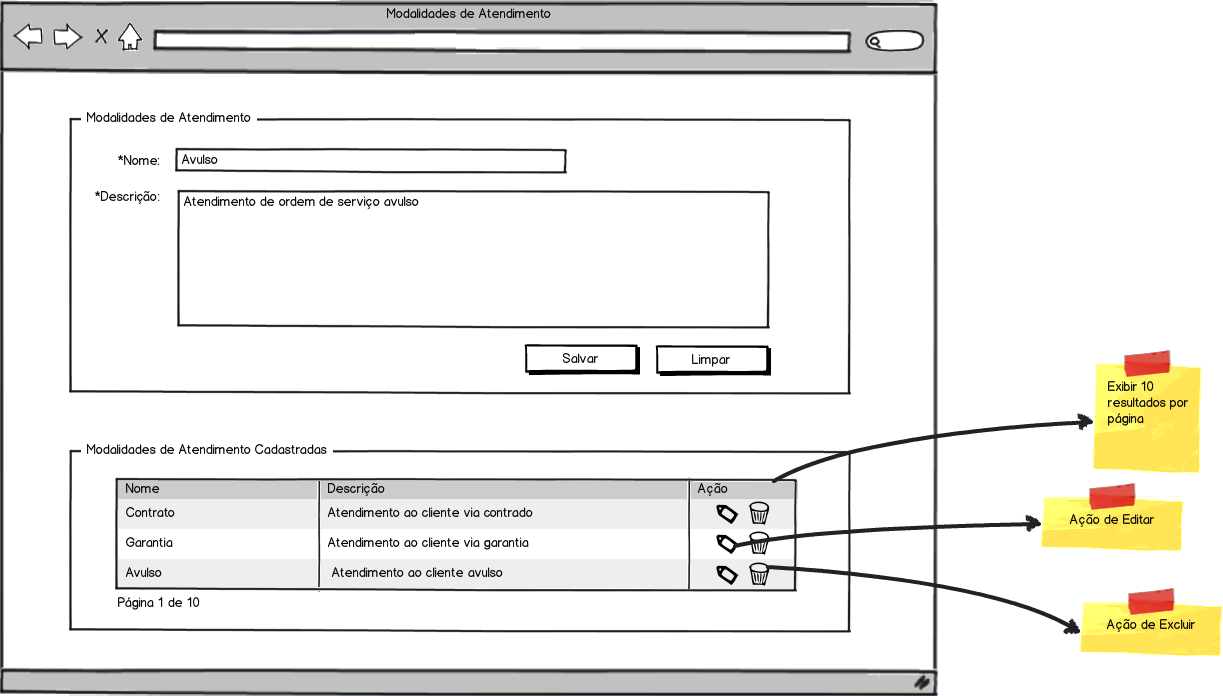 Modalidades de Atendimento
Modalidades de Atendimento
*Nome: Avulso
*Descrição: Atendimento de ordem de serviço avulso
Salvar Limpar
Modalidades de Atendimento Cadastradas
Nome Descrição Ação
Contrato Atendimento ao cliente via contrado
Garantia Atendimento ao cliente via garantia
Avulso Atendimento ao cliente avulso
Página 1 de 10
Exibir 10
resultados por
página
Ação de Editar
Ação de Excluir